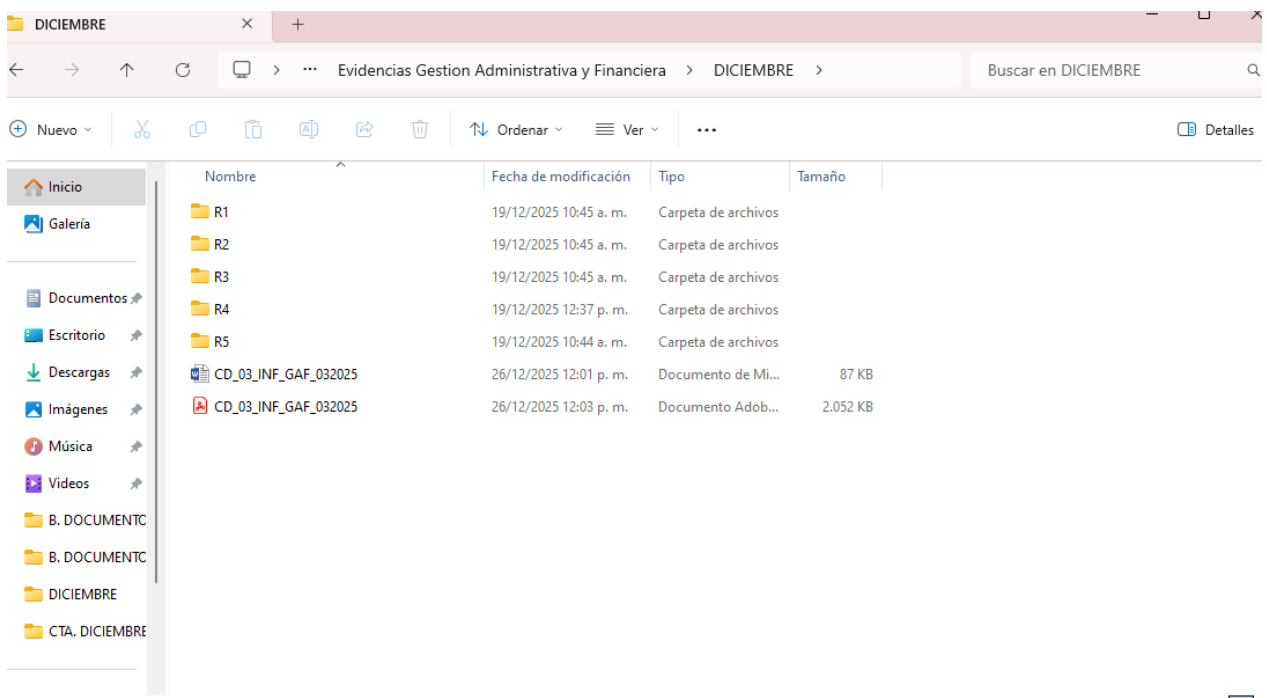 DICIEMBRE
Evidencias Gestion Administrativa y Financiera > DICIEMBRE >
Buscar en DICIEMBRE
Nuevo
Ordenar
Ver
Detalles
Inicio
Galería
Documentos
Escritorio
Descargas
Imágenes
Música
Videos
B. DOCUMENTO
B. DOCUMENTO
DICIEMBRE
CTA. DICIEMBRE
Nombre Fecha de modificación Tipo Tamaño
R1 19/12/2025 10:45 a. m. Carpeta de archivos
R2 19/12/2025 10:45 a. m. Carpeta de archivos
R3 19/12/2025 10:45 a. m. Carpeta de archivos
R4 19/12/2025 12:37 p. m. Carpeta de archivos
R5 19/12/2025 10:44 a. m. Carpeta de archivos
CD_03_INF_GAF_032025 26/12/2025 12:01 p. m. Documento de Mi... 87 KB
CD_03_INF_GAF_032025 26/12/2025 12:03 p. m. Documento Adob... 2.052 KB